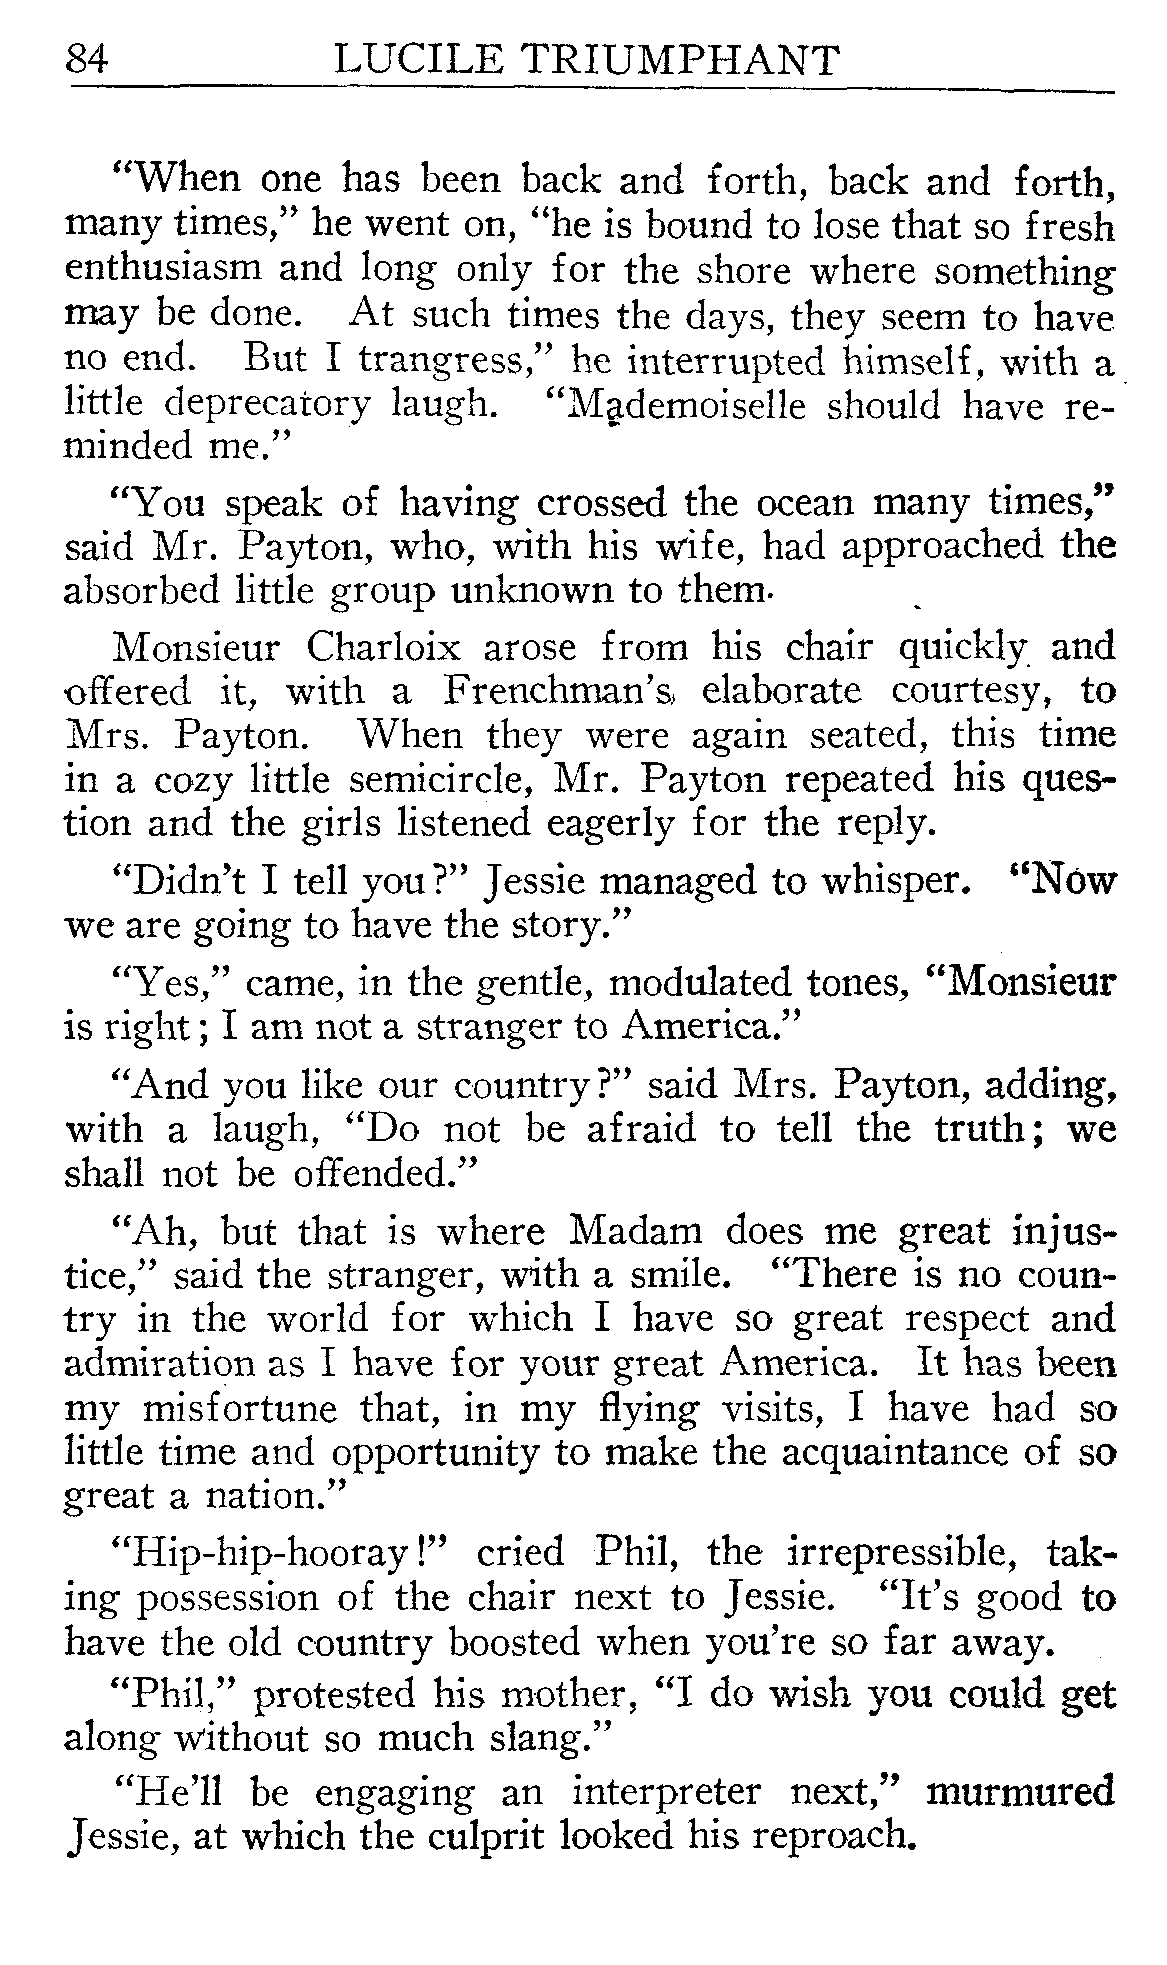 84 LUCILE TRIUMPHANT
“When one has been back and forth, back and forth,
many times,” he went on, “he is bound to lose that so fresh
enthusiasm and long only for the shore where something
may be done. At such times the days, they seem to have
no end. But I trangress,” he interrupted himself, with a
little deprecatory laugh. “Mademoiselle should have re-
minded me.”
“You speak of having crossed the ocean many times,”
said Mr. Payton, who, with his wife, had approached the
absorbed little group unknown to them.
Monsieur Charloix arose from his chair quickly and
offered it, with a Frenchman’s elaborate courtesy, to
Mrs. Payton. When they were again seated, this time
in a cozy little semicircle, Mr. Payton repeated his ques-
tion and the girls listened eagerly for the reply.
“Didn’t I tell you?” Jessie managed to whisper. “Now
we are going to have the story.”
“Yes,” came, in the gentle, modulated tones, “Monsieur
is right; I am not a stranger to America.”
“And you like our country?” said Mrs. Payton, adding,
with a laugh, “Do not be afraid to tell the truth; we
shall not be offended.”
“Ah, but that is where Madam does me great injus-
tice,” said the stranger, with a smile. “There is no coun-
try in the world for which I have so great respect and
admiration as I have for your great America. It has been
my misfortune that, in my flying visits, I have had so
little time and opportunity to make the acquaintance of so
great a nation.”
“Hip-hip-hooray!” cried Phil, the irrepressible, tak-
ing possession of the chair next to Jessie. “It’s good to
have the old country boosted when you’re so far away.
“Phil,” protested his mother, “I do wish you could get
along without so much slang.”
“He’ll be engaging an interpreter next,” murmured
Jessie, at which the culprit looked his reproach.